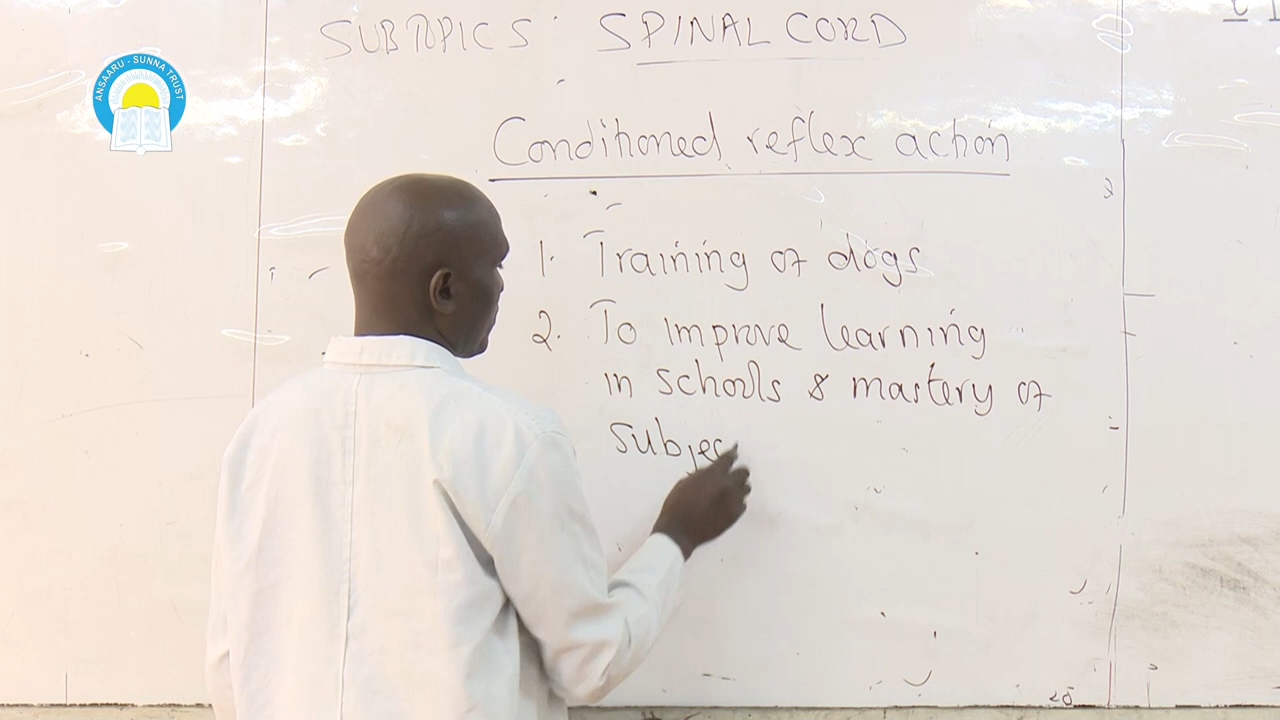 SUBTOPICS: SPINAL CORD
ANSAARU - SUNNA TRUST
Conditioned reflex action
1. Training of dogs
2. To improve learning
in schools & mastery of
subjec